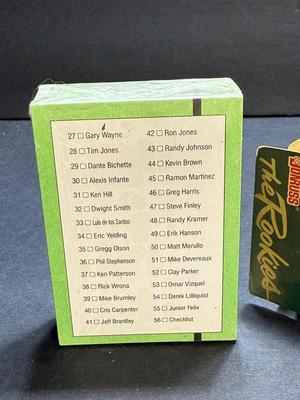 27 □ Gary Wayne
28 □ Tim Jones
29 □ Dante Bichette
30 □ Alexis Infante
31 □ Ken Hill
32 □ Dwight Smith
33 □ Luis de los Santos
34 □ Eric Yelding
35 □ Gregg Olson
36 □ Phil Stephenson
37 □ Ken Patterson
38 □ Rick Wrona
39 □ Mike Brumley
40 □ Cris Carpenter
41 □ Jeff Brantley
42 □ Ron Jones
43 □ Randy Johnson
44 □ Kevin Brown
45 □ Ramon Martinez
46 □ Greg Harris
47 □ Steve Finley
48 □ Randy Kramer
49 □ Erik Hanson
50 □ Matt Merullo
51 □ Mike Devereaux
52 □ Clay Parker
53 □ Omar Vizquel
54 □ Derek Lilliquist
55 □ Junior Felix
56 □ Checklist
DONRUSS
The Rookies